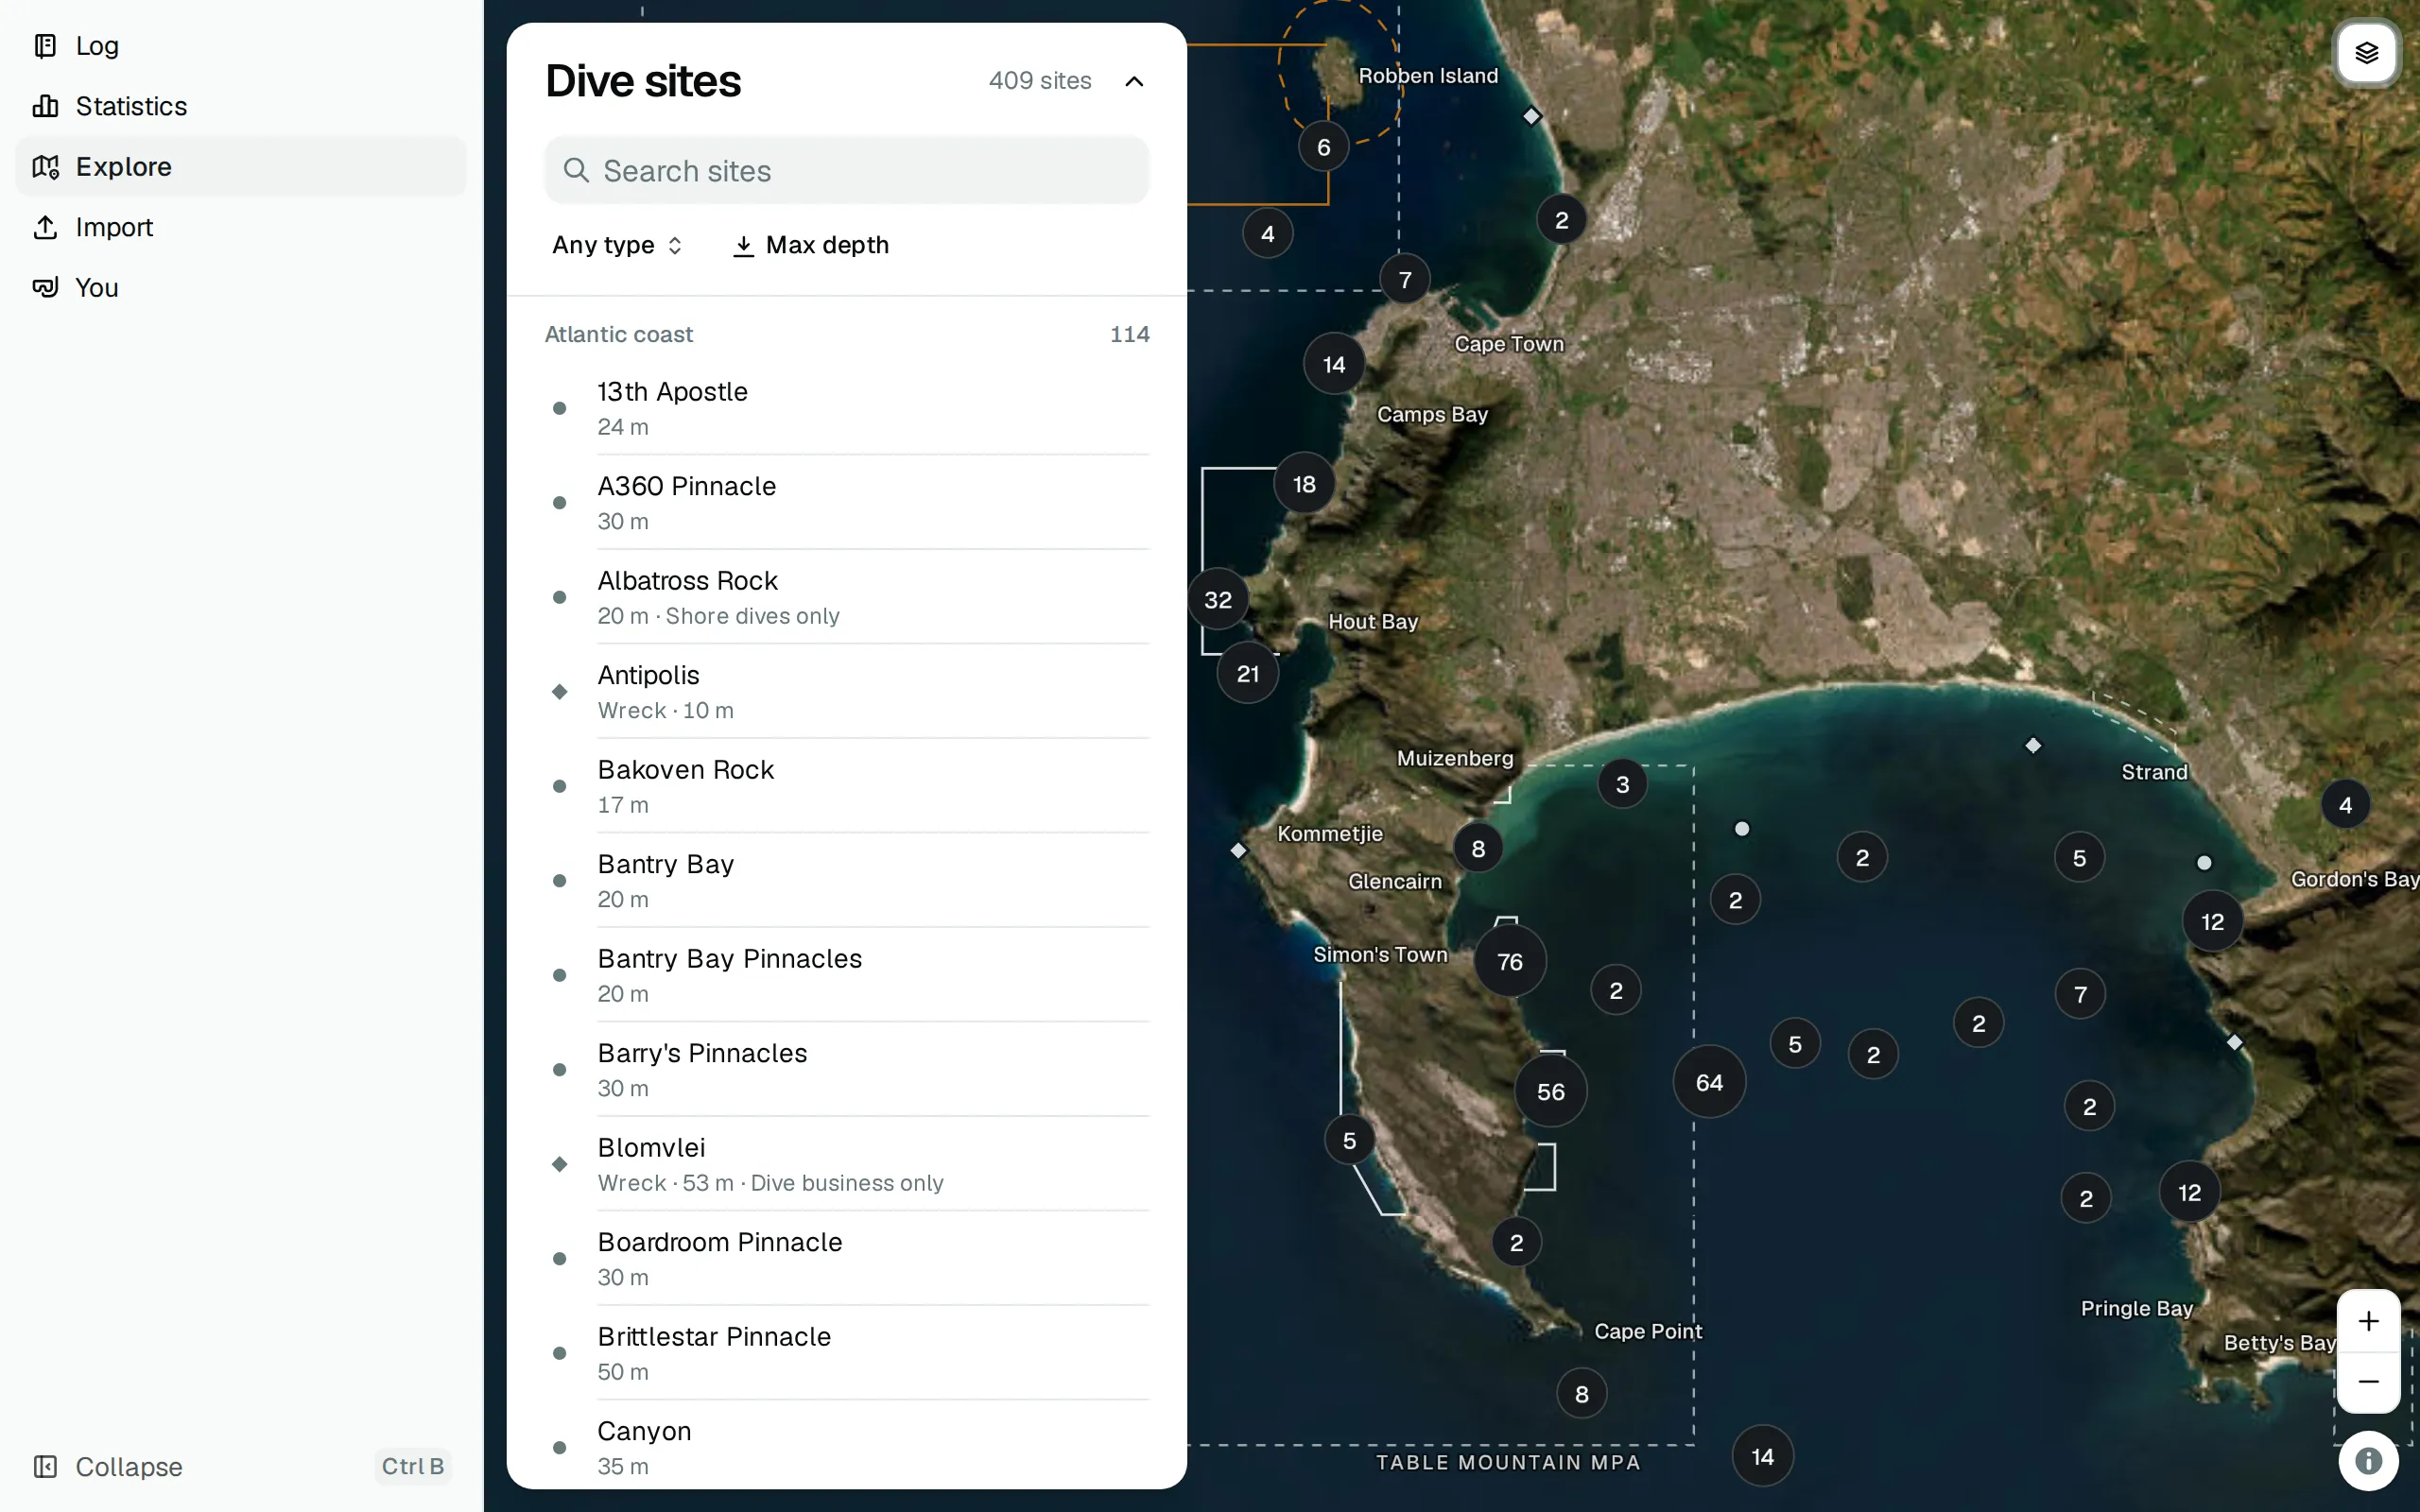 Log
Statistics
Explore
Import
You
Collapse
Ctrl B
Dive sites
409 sites
Search sites
Any type
Max depth
Atlantic coast
114
13th Apostle
24 m
A360 Pinnacle
30 m
Albatross Rock
20 m · Shore dives only
Antipolis
Wreck · 10 m
Bakoven Rock
17 m
Bantry Bay
20 m
Bantry Bay Pinnacles
20 m
Barry's Pinnacles
30 m
Blomvlei
Wreck · 53 m · Dive business only
Boardroom Pinnacle
30 m
Brittlestar Pinnacle
50 m
Canyon
35 m
Robben Island
6
2
4
7
Cape Town
14
Camps Bay
18
32
Hout Bay
21
Muizenberg
3
Strand
4
Kommetjie
8
2
5
Glencairn
Gordon's Bay
2
12
Simon's Town
76
2
7
2
5
2
64
56
2
5
12
2
2
Pringle Bay
Cape Point
Betty's Bay
8
14
TABLE MOUNTAIN MPA